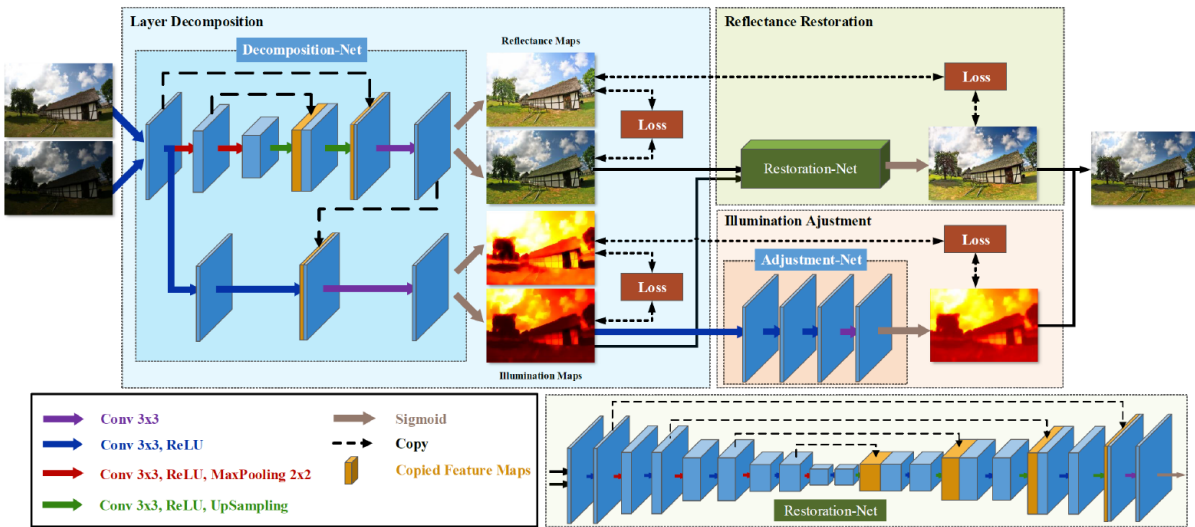 Layer Decomposition
Reflectance Restoration
Decomposition-Net
Reflectance Maps
Loss
Loss
Restoration-Net
Illumination Ajustment
Loss
Adjustment-Net
Loss
Illumination Maps
Conv 3x3
Sigmoid
Conv 3x3, ReLU
Copy
Conv 3x3, ReLU, MaxPooling 2x2
Copied Feature Maps
Conv 3x3, ReLU, UpSampling
Restoration-Net